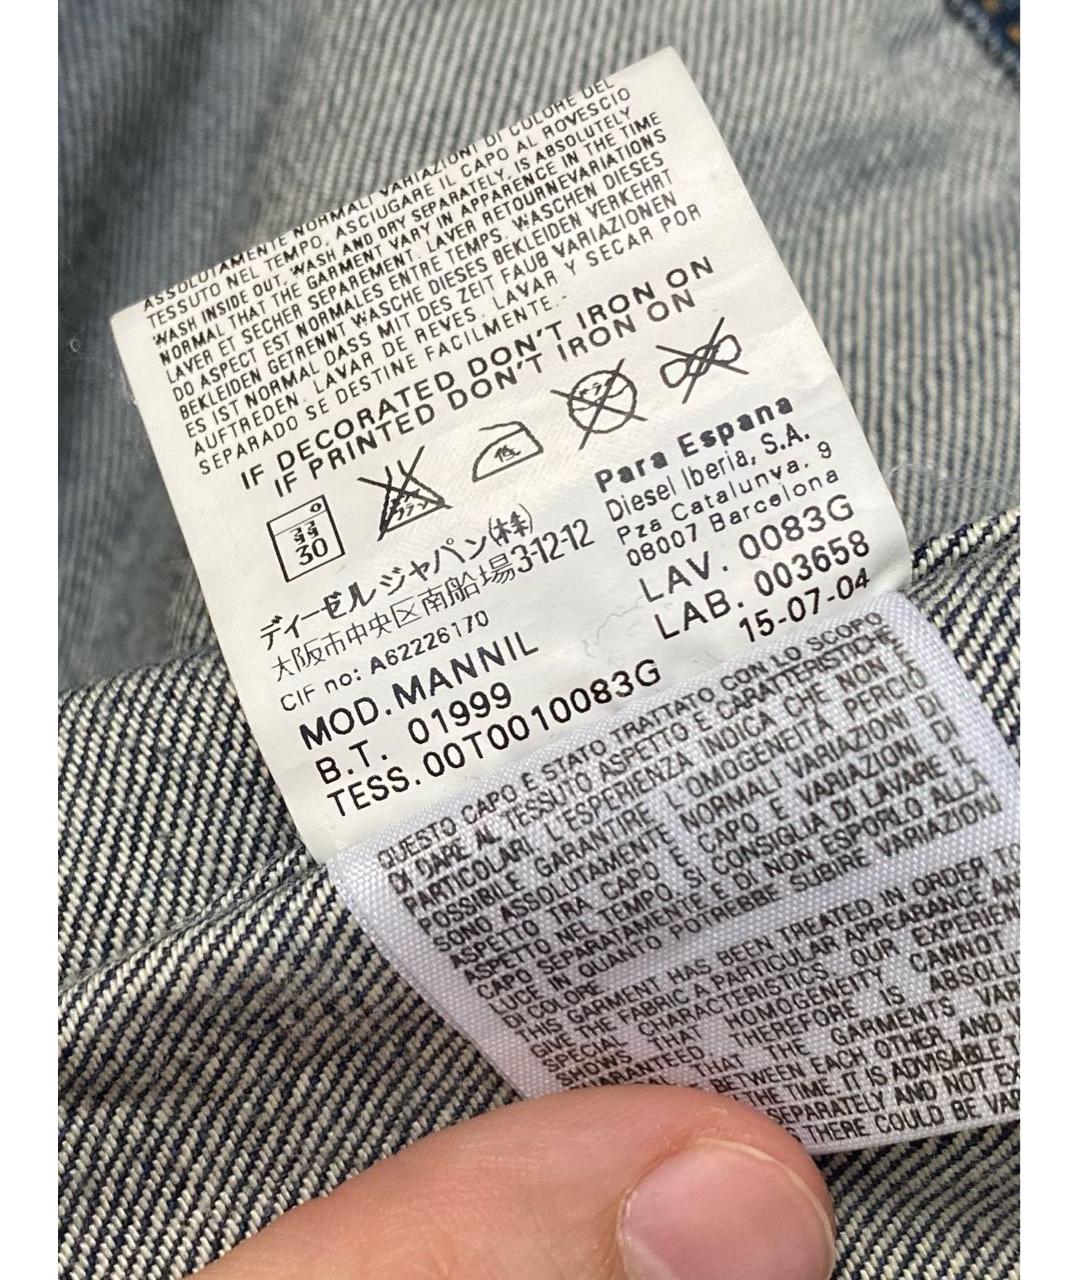 ASSOLUTAMENTE NORMALI VARIAZIONI DI COLORE DEL
TESSUTO NEL TEMPO, ASCIUGARE IL CAPO AL ROVESCIO
WASH INSIDE OUT, WASH AND DRY SEPARATELY, IS ABSOLUTELY
NORMAL THAT THE GARMENT VARY IN APPARENCE IN THE TIME
LAVER ET SECHER SEPAREMENT. LAVER RETOURNEVARIATIONS
DO ASPECT EST NORMALES ENTRE TEMPS. WASCHEN DIESES
BEKLEIDEN GETRENNT WASCHE DIESES BEKLEIDEN VERKEHRT
ES IST NORMAL DASS MIT DES ZEIT FAUB VARIAZIONEN
AUFTREDEN. LAVAR DE REVES. LAVAR Y SECAR POR
SEPARADO SE DESTINE FACILMENTE.-
IF DECORATED DON'T IRON ON
IF PRINTED DON'T IRON ON
弱
30
低
ディーゼルジャパン(株)
大阪市中央区南船場3-12-12
CIF no: A62226170
MOD.MANNIL
B.T. 01999
TESS.00T0010083G
Para Espana
Diesel Iberia, S.A.
Pza Catalunya, 9
08007 Barcelona
LAV. 0083G
LAB. 003658
15-07-04
QUESTO CAPO E STATO TRATTATO CON LO SCOPO
DI DARE AL TESSUTO ASPETTO E CARATTERISTICHE
PARTICOLARI L'ESPERIENZA INDICA CHE NON E
POSSIBILE GARANTIRE L'OMOGENEITÀ PERCIÒ
SONO ASSOLUTAMENTE NORMALI VARIAZIONI DI
ASPETTO TRA CAPO E CAPO E VARIAZIONI DI
ASPETTO NEL TEMPO. SI CONSIGLIA DI LAVARE IL
CAPO SEPARATAMENTE E DI NON ESPORLO ALLA
LUCE IN QUANTO POTREBBE SUBIRE VARIAZIONI
DI COLORE
THIS GARMENT HAS BEEN TREATED IN ORDER TO
GIVE THE FABRIC A PARTICULAR APPEARANCE AN
SPECIAL CHARACTERISTICS. OUR EXPERIEN
SHOWS THAT HOMOGENEITY CANNOT
GUARANTEED. THEREFORE IS ABSOLU
THAT THE GARMENTS VAR
BETWEEN EACH OTHER, AND
THE TIME. IT IS ADVISABLE T
SEPARATELY AND NOT EX
THERE COULD BE VAR